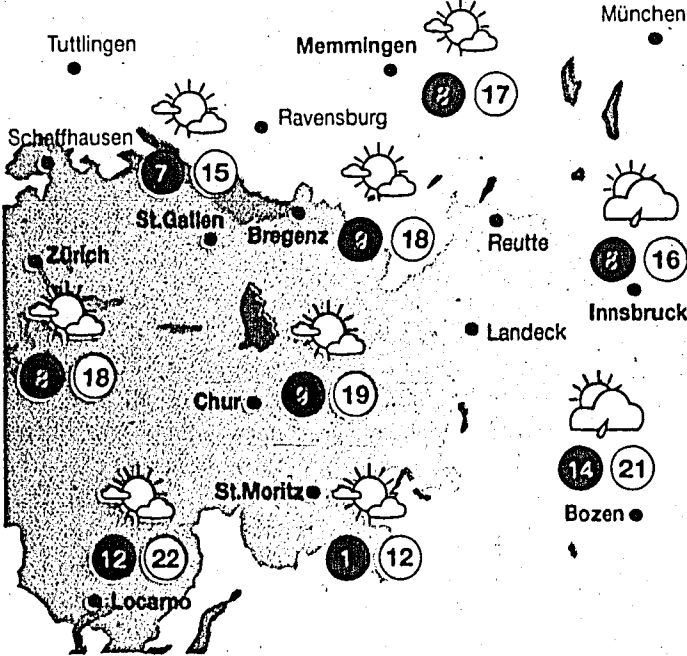 München
Tuttlingen
Memmingen
17
Ravensburg
Schaffhausen
7 15
St.Gallen
Bregenz
18
Reutte
Zürich
16
Innsbruck
Landeck
18
Chur
19
14 21
St.Moritz
Bozen
12 22
1 12
Locarno